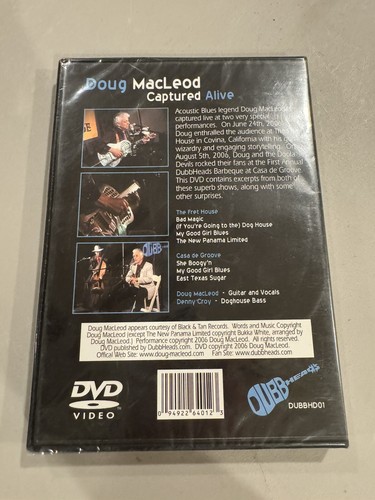 Doug MacLeod
Captured Alive
Acoustic Blues legend Doug MacLeod
captured live at two very special
performances. On June 24th, 2006
Doug enthralled the audience at The Fret
House in Covina, California with his
wizardry and engaging storytelling. On
August 5th, 2006, Doug and the
Devils rocked their fans at the First Annual
DubbHeads Barbeque at Casa de Groove
This DVD contains excerpts from both of
these superb shows, along with some
other surprises.
The Fret House
Bad Magic
(If You're Going to the) Dog House
My Good Girl Blues
The New Panama Limited
Casa de Groove
She Boogy'n
My Good Girl Blues
East Texas Sugar
Doug MacLeod - Guitar and Vocals
Denny Croy - Doghouse Bass
DUBB
Doug MacLeod appears courtesy of Black & Tan Records. Words and Music Copyright
Doug MacLeod (except The New Panama Limited copyright Bukka White, arranged by
Doug MacLeod.) Performance copyright 2006 Doug MacLeod. All rights reserved.
DVD published by DubbHeads.com. DVD copyright 2006 Doug MacLeod.
Offical Web Site: www.doug-macleod.com Fan Site: www.dubbheads.com
DVD
VIDEO
0 94922 64012 3
DUBBHEADS
DUBBHD01